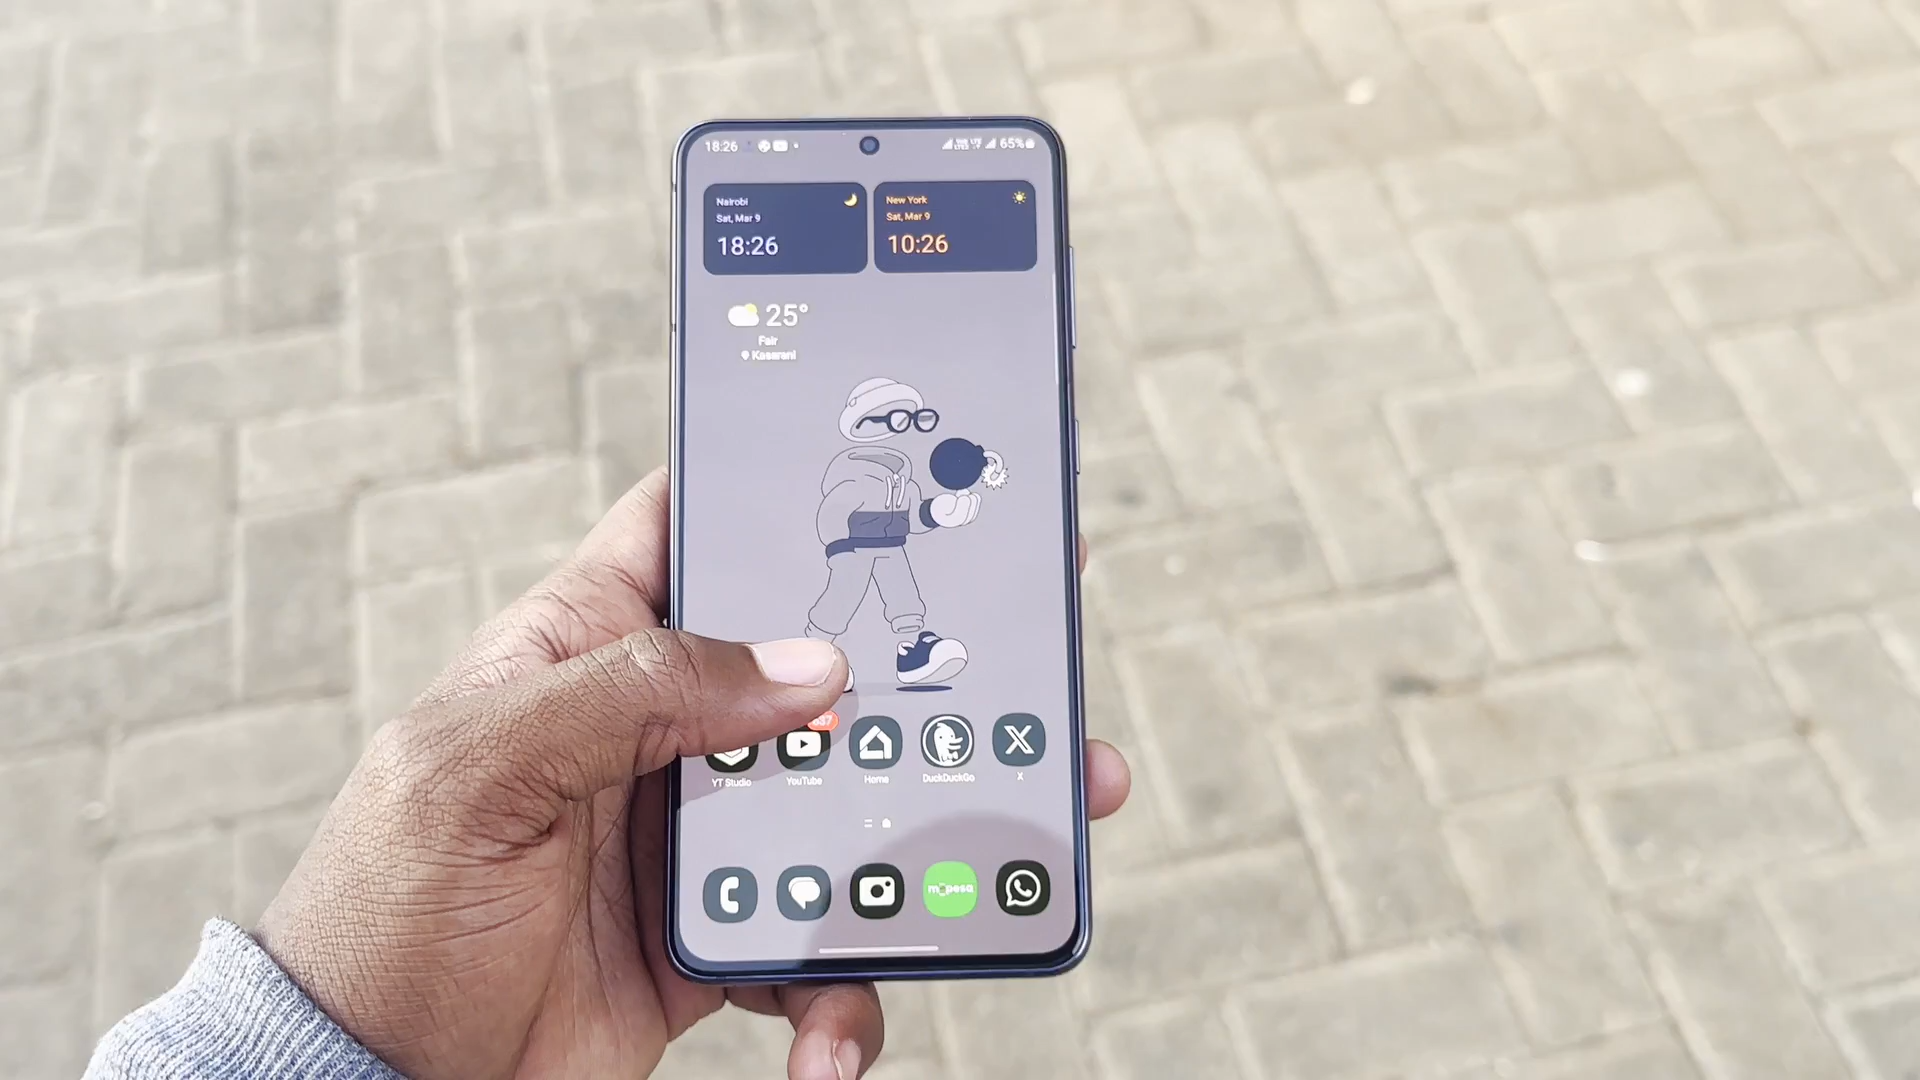 18:26
65%
Nairobi
Sat, Mar 9
18:26
New York
Sat, Mar 9
10:26
25°
Fair
Kasarani
637
YT Studio
YouTube
Home
DuckDuckGo
X
m-pesa